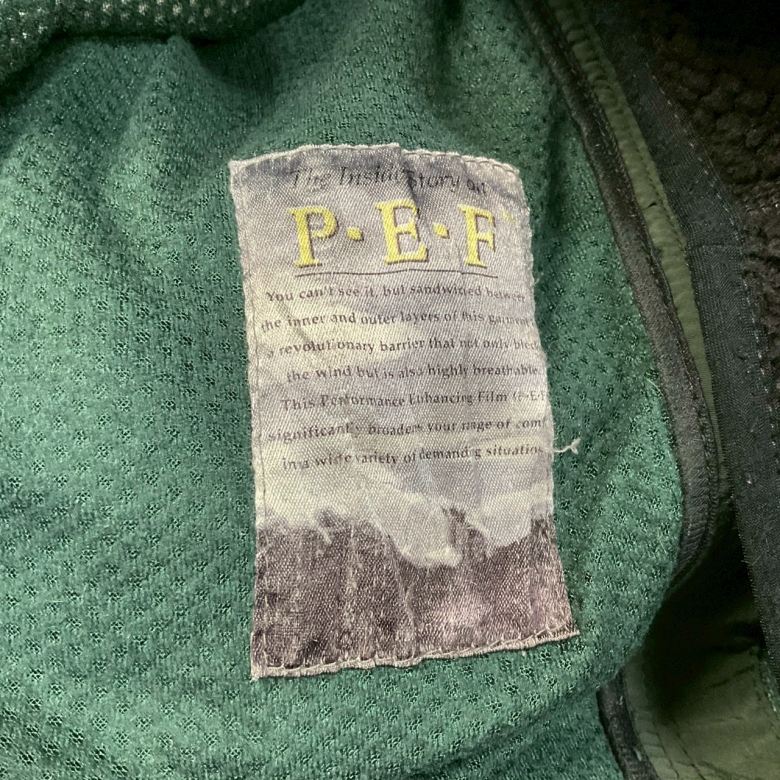 The Inside Story on
P·E·F™
You can't see it, but sandwiched between
the inner and outer layers of this garment
a revolutionary barrier that not only
the wind but is also highly breathable.
This Performance Enhancing Film (P·E·F
significantly broadens your range of
in a wide variety of demanding situations